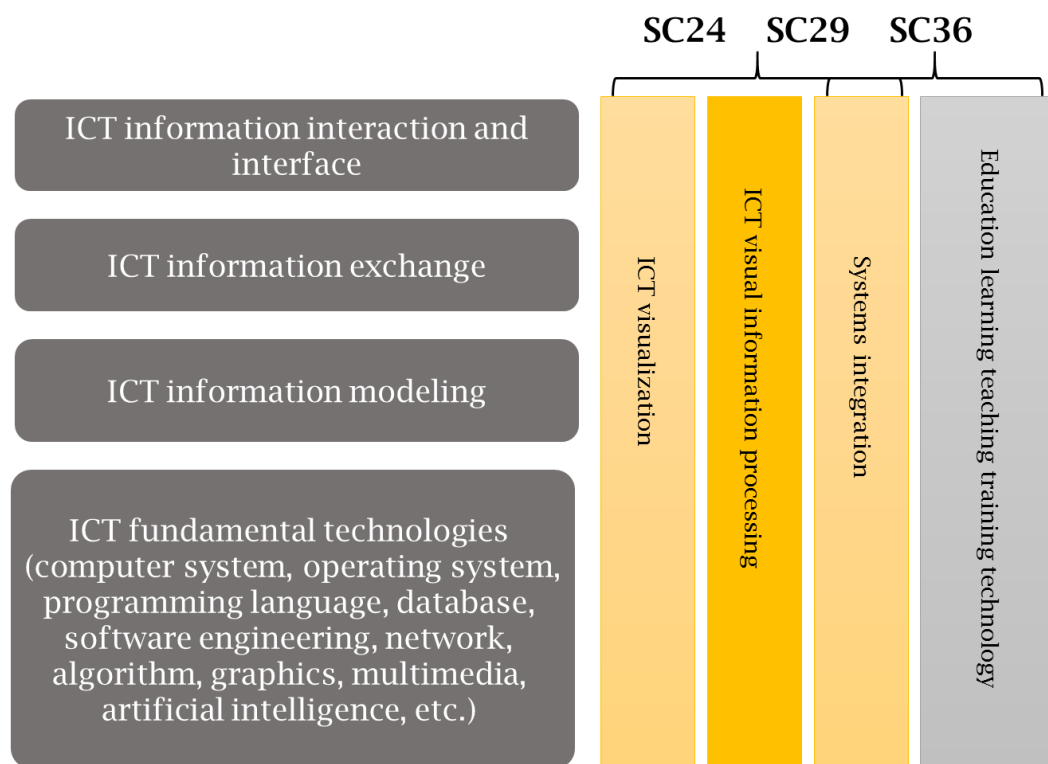 SC24 SC29 SC36
ICT information interaction and
interface
ICT information exchange
ICT information modeling
ICT fundamental technologies
(computer system, operating system,
programming language, database,
software engineering, network,
algorithm, graphics, multimedia,
artificial intelligence, etc.)
ICT visualization
ICT visual information processing
Systems integration
Education learning teaching training technology